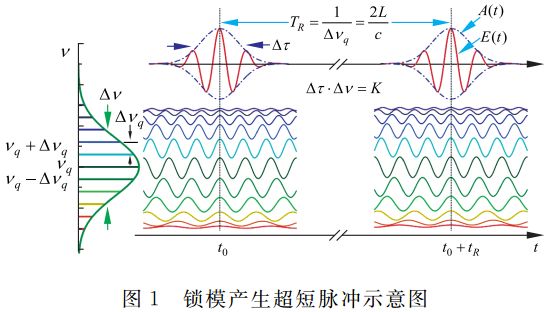 ν
T_R = 1/Δν_q = 2L/c
A(t)
E(t)
Δτ
Δτ·Δν=K
Δν
Δν_q
ν_q+Δν_q
ν_q
ν_q−Δν_q
t_0
t_0+t_R
t
图 1 锁模产生超短脉冲示意图